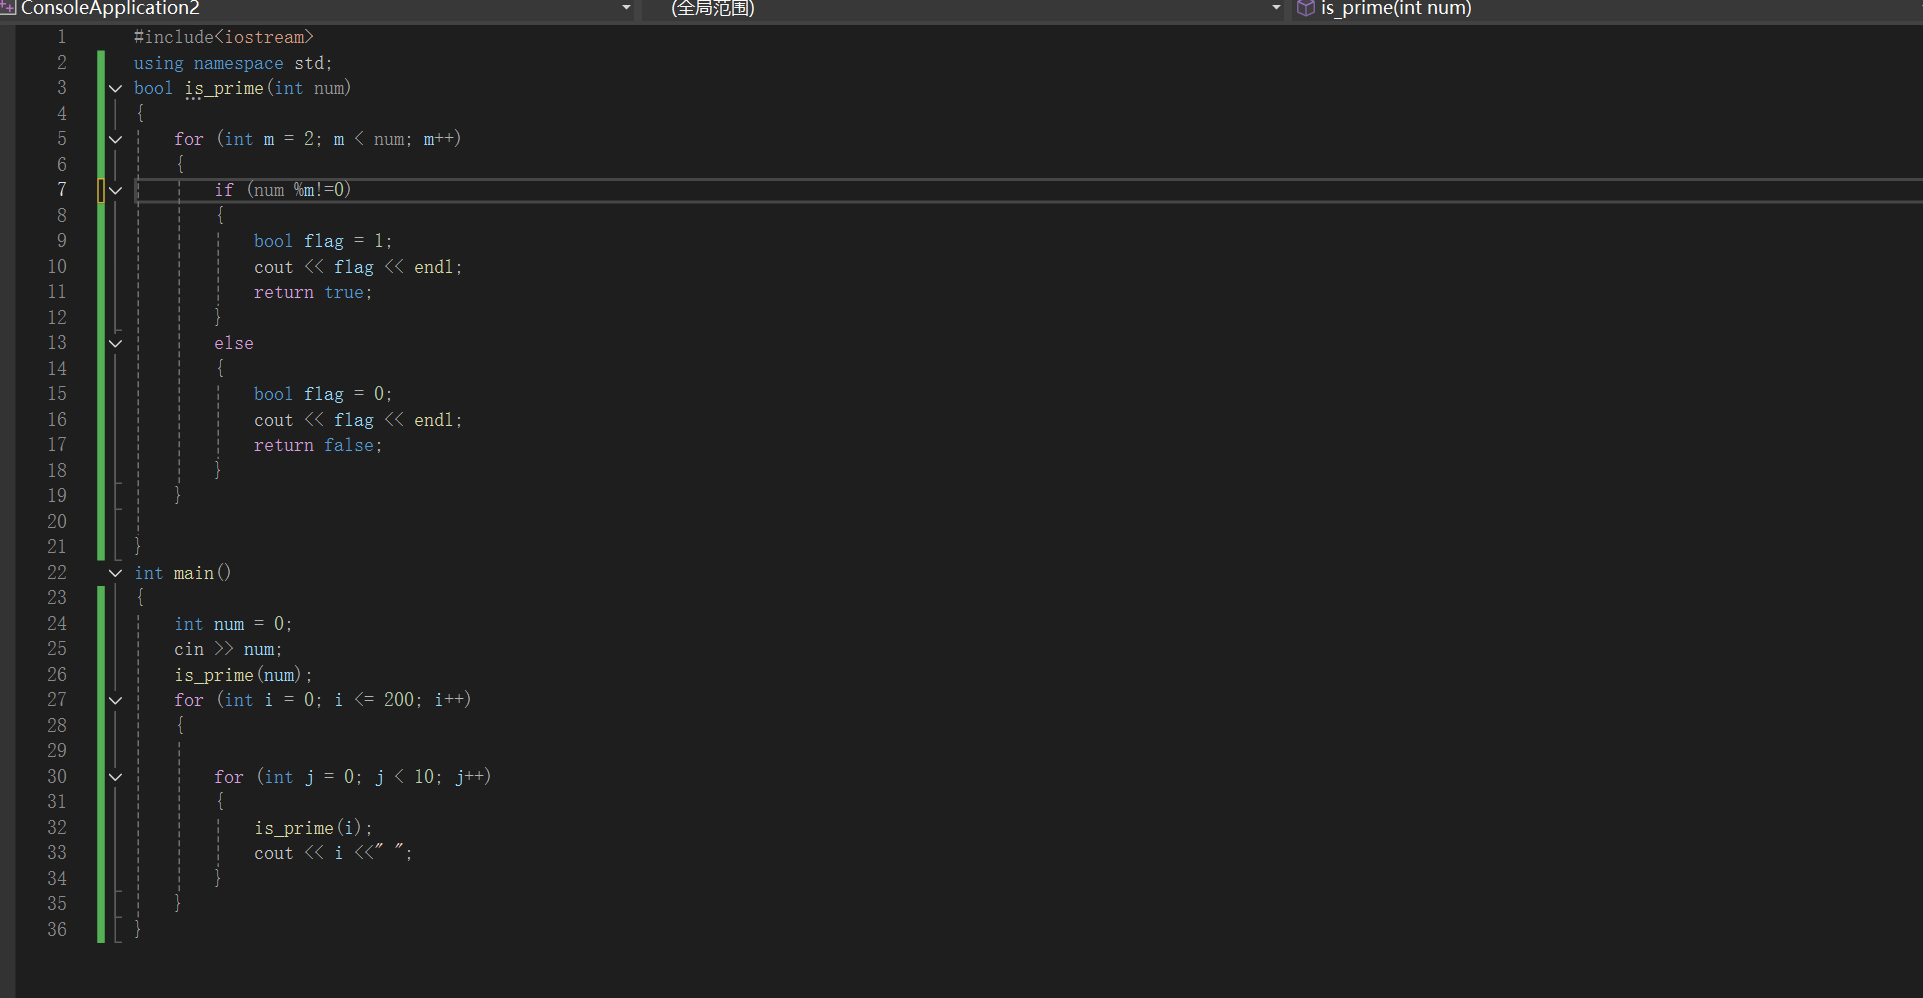 ConsoleApplication2 (全局范围) is_prime(int num)
1 #include<iostream>
2 using namespace std;
3 bool is_prime(int num)
4 {
5 for (int m = 2; m < num; m++)
6 {
7 if (num %m!=0)
8 {
9 bool flag = 1;
10 cout << flag << endl;
11 return true;
12 }
13 else
14 {
15 bool flag = 0;
16 cout << flag << endl;
17 return false;
18 }
19 }
20
21 }
22 int main()
23 {
24 int num = 0;
25 cin >> num;
26 is_prime(num);
27 for (int i = 0; i <= 200; i++)
28 {
29
30 for (int j = 0; j < 10; j++)
31 {
32 is_prime(i);
33 cout << i <<" ";
34 }
35 }
36 }